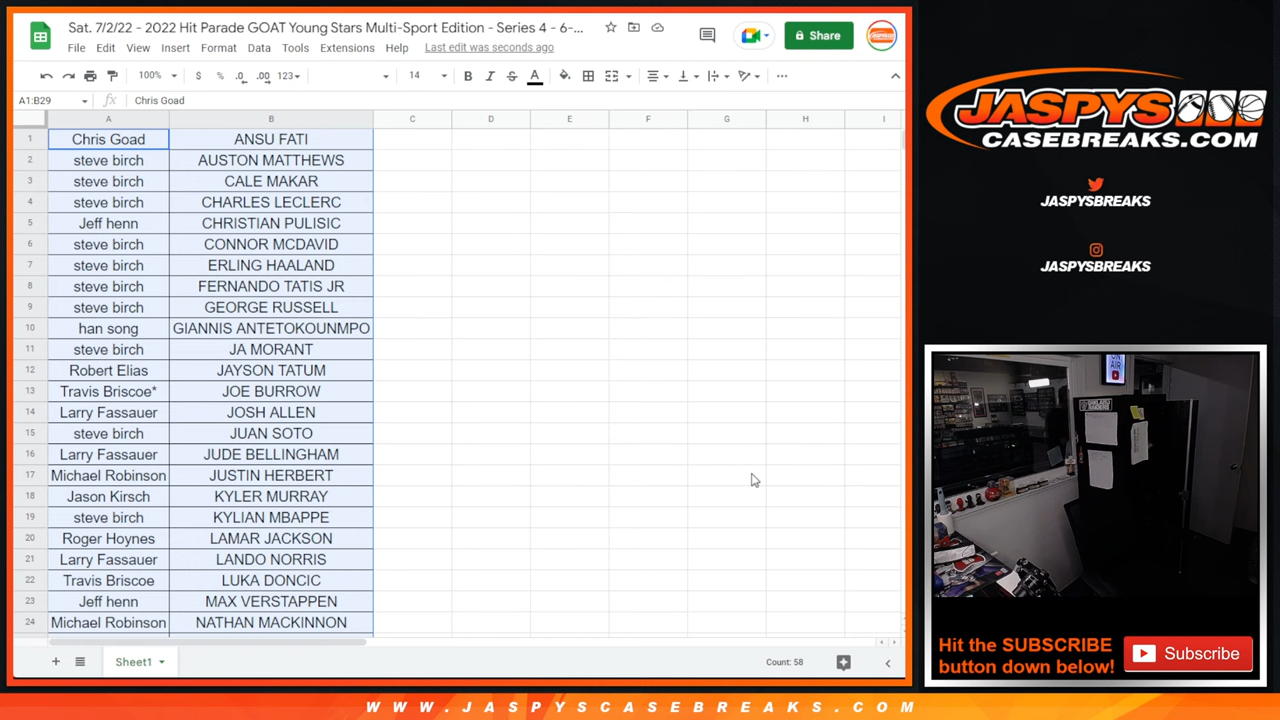 Sat. 7/2/22 - 2022 Hit Parade GOAT Young Stars Multi-Sport Edition - Series 4 - 6-...
File Edit View Insert Format Data Tools Extensions Help Last edit was seconds ago
Share
100% $ % .0 .00 123 14 B I S A
A1:B29 fx Chris Goad
A B C D E F G H I
1 Chris Goad ANSU FATI
2 steve birch AUSTON MATTHEWS
3 steve birch CALE MAKAR
4 steve birch CHARLES LECLERC
5 Jeff henn CHRISTIAN PULISIC
6 steve birch CONNOR MCDAVID
7 steve birch ERLING HAALAND
8 steve birch FERNANDO TATIS JR
9 steve birch GEORGE RUSSELL
10 han song GIANNIS ANTETOKOUNMPO
11 steve birch JA MORANT
12 Robert Elias JAYSON TATUM
13 Travis Briscoe* JOE BURROW
14 Larry Fassauer JOSH ALLEN
15 steve birch JUAN SOTO
16 Larry Fassauer JUDE BELLINGHAM
17 Michael Robinson JUSTIN HERBERT
18 Jason Kirsch KYLER MURRAY
19 steve birch KYLIAN MBAPPE
20 Roger Hoynes LAMAR JACKSON
21 Larry Fassauer LANDO NORRIS
22 Travis Briscoe LUKA DONCIC
23 Jeff henn MAX VERSTAPPEN
24 Michael Robinson NATHAN MACKINNON
Sheet1
Count: 58
JASPYS
CASEBREAKS.COM
JASPYSBREAKS
JASPYSBREAKS
ON
AIR
Hit the SUBSCRIBE
button down below!
Subscribe
WWW.JASPYSCASEBREAKS.COM